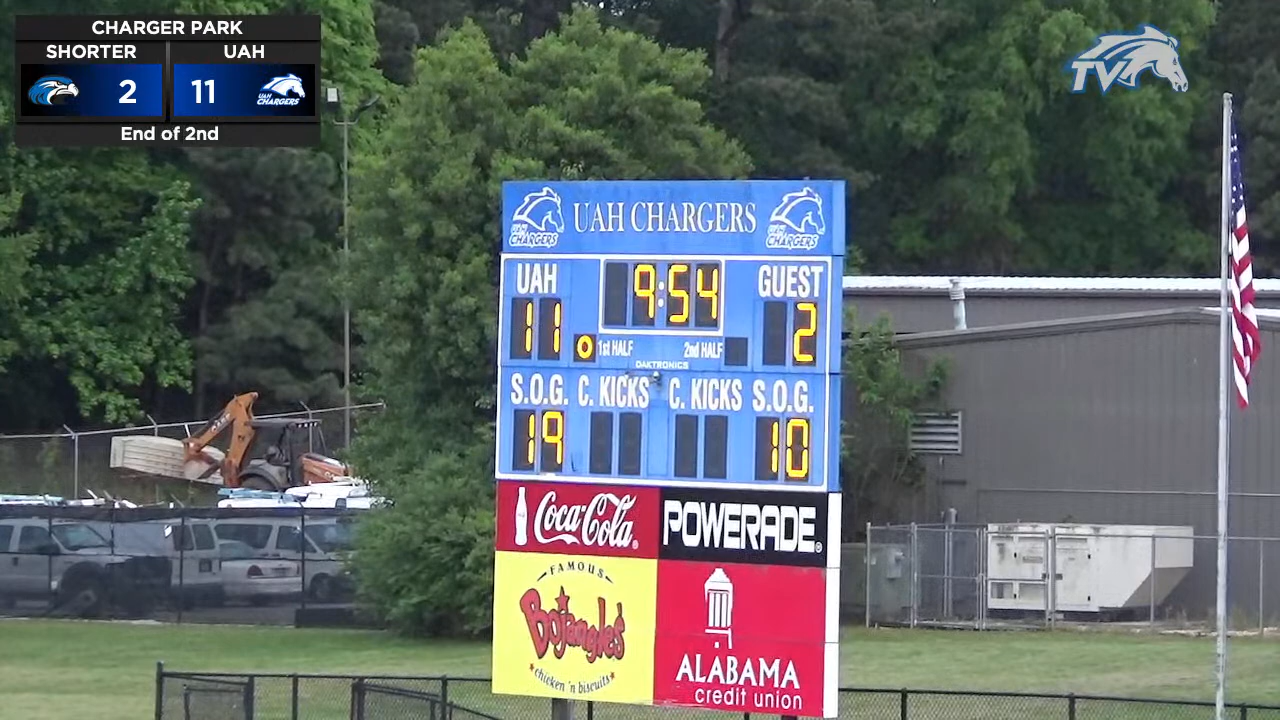 CHARGER PARK
SHORTER UAH
2 11
UAH CHARGERS
End of 2nd
TV
UAH CHARGERS
UAH CHARGERS
UAH CHARGERS
UAH 9:54 GUEST
11 2
1st HALF 2nd HALF
DAKTRONICS
S.O.G. C. KICKS C. KICKS S.O.G.
19 10
Coca-Cola
POWERADE
FAMOUS
Bojangles'
chicken 'n biscuits
ALABAMA
credit union